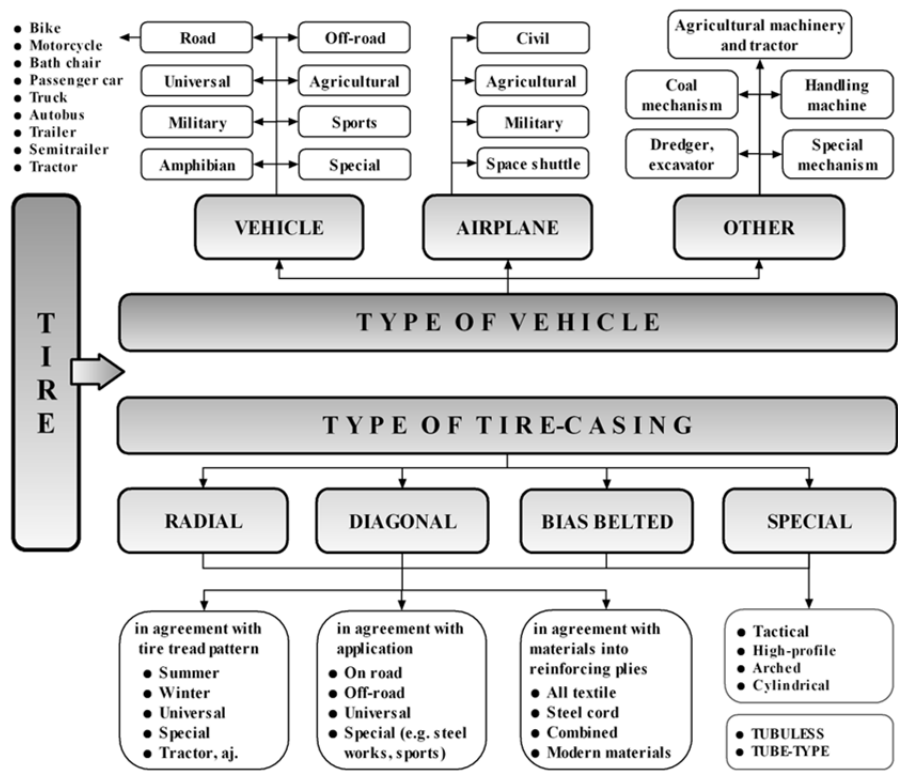 ● Bike
● Motorcycle
● Bath chair
● Passenger car
● Truck
● Autobus
● Trailer
● Semitrailer
● Tractor
Road
Off-road
Universal
Agricultural
Military
Sports
Amphibian
Special
Civil
Agricultural
Military
Space shuttle
Agricultural machinery
and tractor
Coal
mechanism
Handling
machine
Dredger,
excavator
Special
mechanism
VEHICLE
AIRPLANE
OTHER
TIRE
TYPE OF VEHICLE
TYPE OF TIRE-CASING
RADIAL
DIAGONAL
BIAS BELTED
SPECIAL
in agreement with
tire tread pattern
● Summer
● Winter
● Universal
● Special
● Tractor, aj.
in agreement with
application
● On road
● Off-road
● Universal
● Special (e.g. steel
works, sports)
in agreement with
materials into
reinforcing plies
● All textile
● Steel cord
● Combined
● Modern materials
● Tactical
● High-profile
● Arched
● Cylindrical
● TUBULESS
● TUBE-TYPE